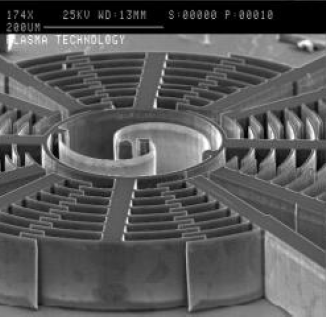 174X 25KV WD:13MM S:00000 P:00010
200UM
PLASMA TECHNOLOGY